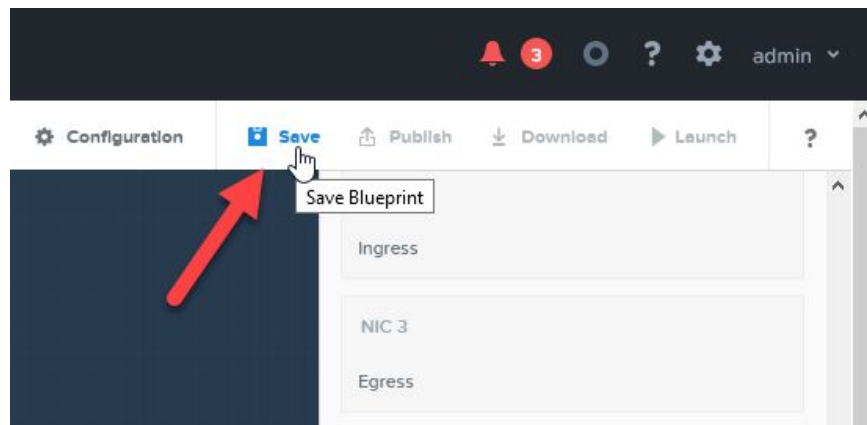 3 ? admin
Configuration Save Publish Download Launch ?
Save Blueprint
Ingress
NIC 3
Egress